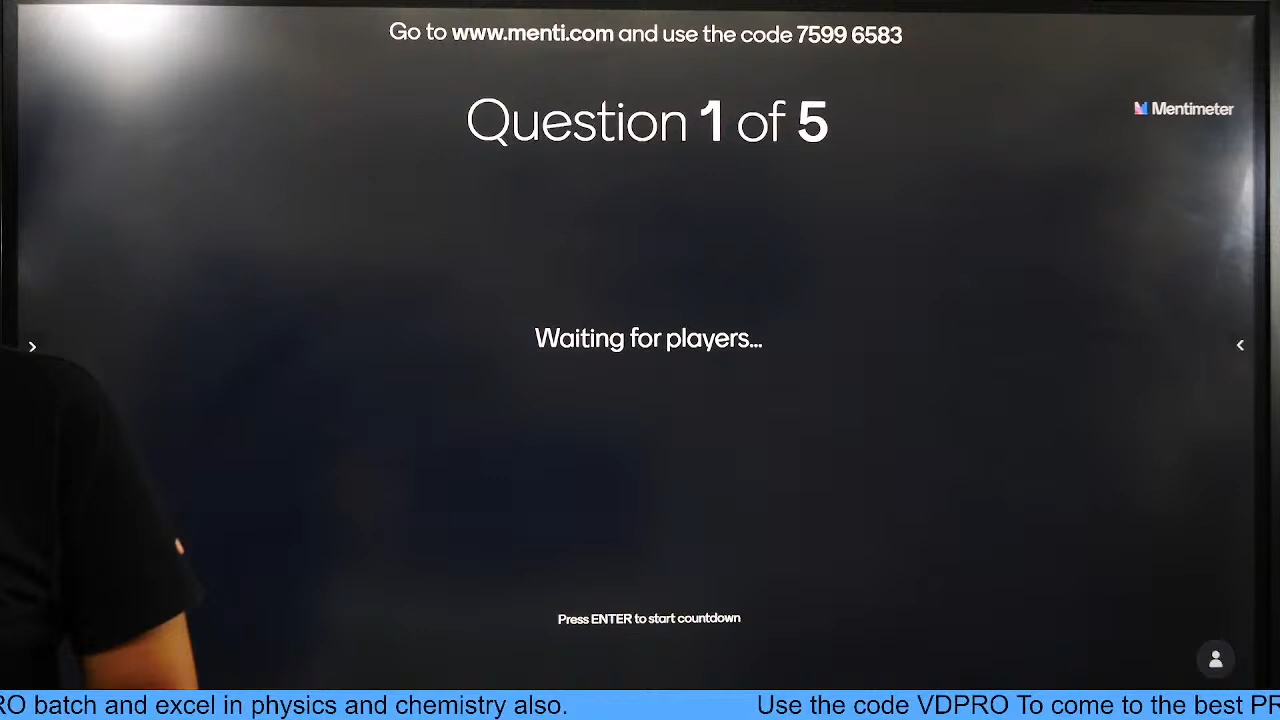 Go to www.menti.com and use the code 7599 6583
Question 1 of 5
Mentimeter
Waiting for players...
Press ENTER to start countdown
RO batch and excel in physics and chemistry also. Use the code VDPRO To come to the best PR